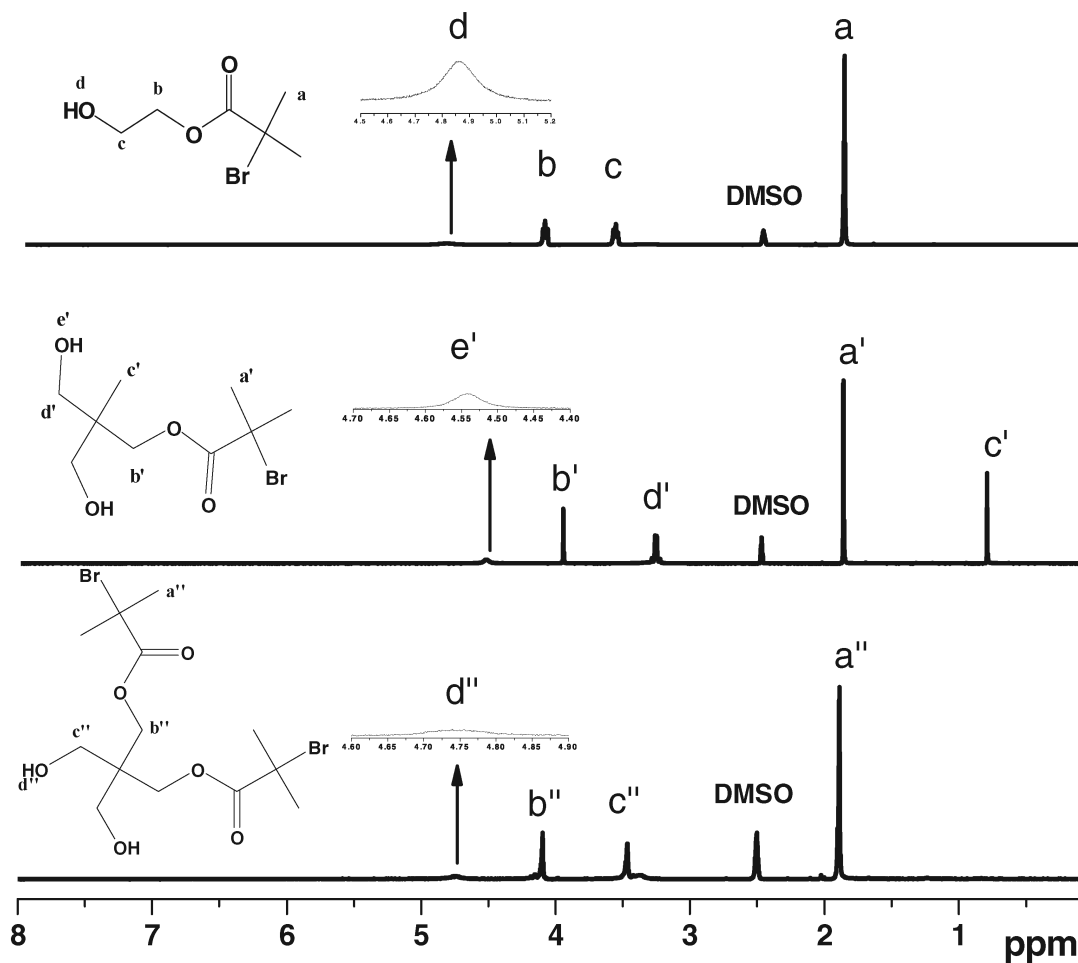 d
a
O
d
b
a
HO
c
O
Br
4.5 4.6 4.7 4.8 4.9 5.0 5.1 5.2
b
c
DMSO
e'
OH
c'
a'
d'
O
b'
Br
OH
O
e'
4.70 4.65 4.60 4.55 4.50 4.45 4.40
b'
d'
DMSO
a'
c'
Br
a''
O
O
b''
c''
HO
d''
O
Br
OH
O
d''
4.60 4.65 4.70 4.75 4.80 4.85 4.90
b''
c''
DMSO
a''
8 7 6 5 4 3 2 1 ppm